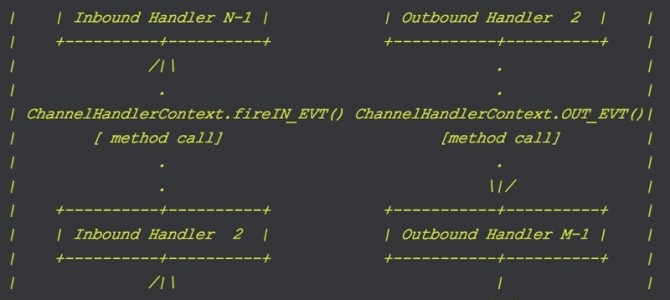 |     | Inbound Handler N-1 |            | Outbound Handler  2  |     |
|     +----------+----------+            +-----------+----------+     |
|               /|\\                                 .                |
|                .                                   .                |
| ChannelHandlerContext.fireIN_EVT() ChannelHandlerContext.OUT_EVT()|
|         [ method call]                       [method call]          |
|                .                                   .                |
|                .                                  \|/               |
|     +----------+----------+            +-----------+----------+     |
|     | Inbound Handler  2  |            | Outbound Handler M-1 |     |
|     +----------+----------+            +-----------+----------+     |
|               /|\\                                 |                |